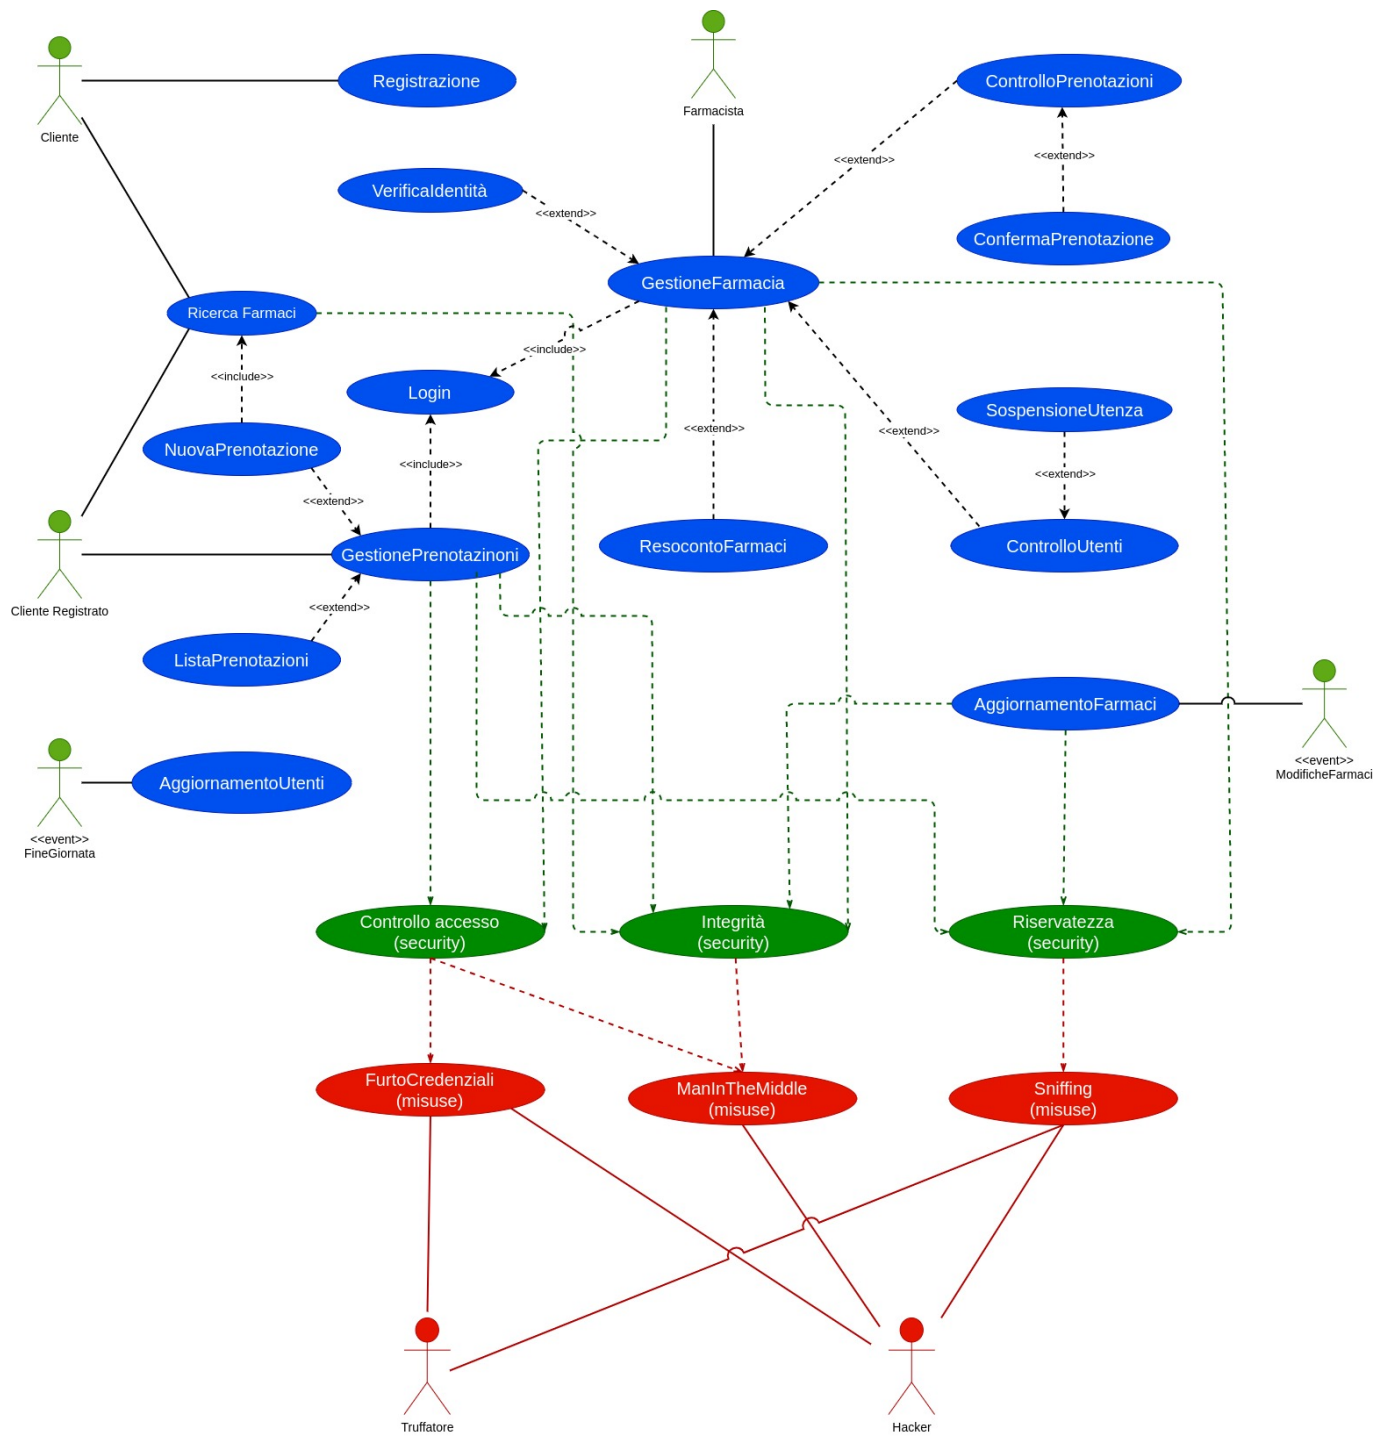 Registrazione
ControlloPrenotazioni
Farmacista
Cliente
<<extend>>
<<extend>>
VerificaIdentità
<<extend>>
ConfermaPrenotazione
GestioneFarmacia
Ricerca Farmaci
<<include>>
<<include>>
Login
SospensioneUtenza
<<extend>>
<<extend>>
NuovaPrenotazione
<<include>>
<<extend>>
<<extend>>
ResocontoFarmaci
ControlloUtenti
GestionePrenotazinoni
Cliente Registrato
<<extend>>
ListaPrenotazioni
AggiornamentoFarmaci
<<event>>
ModificheFarmaci
AggiornamentoUtenti
<<event>>
FineGiornata
Controllo accesso
(security)
Integrità
(security)
Riservatezza
(security)
FurtoCredenziali
(misuse)
ManInTheMiddle
(misuse)
Sniffing
(misuse)
Truffatore
Hacker